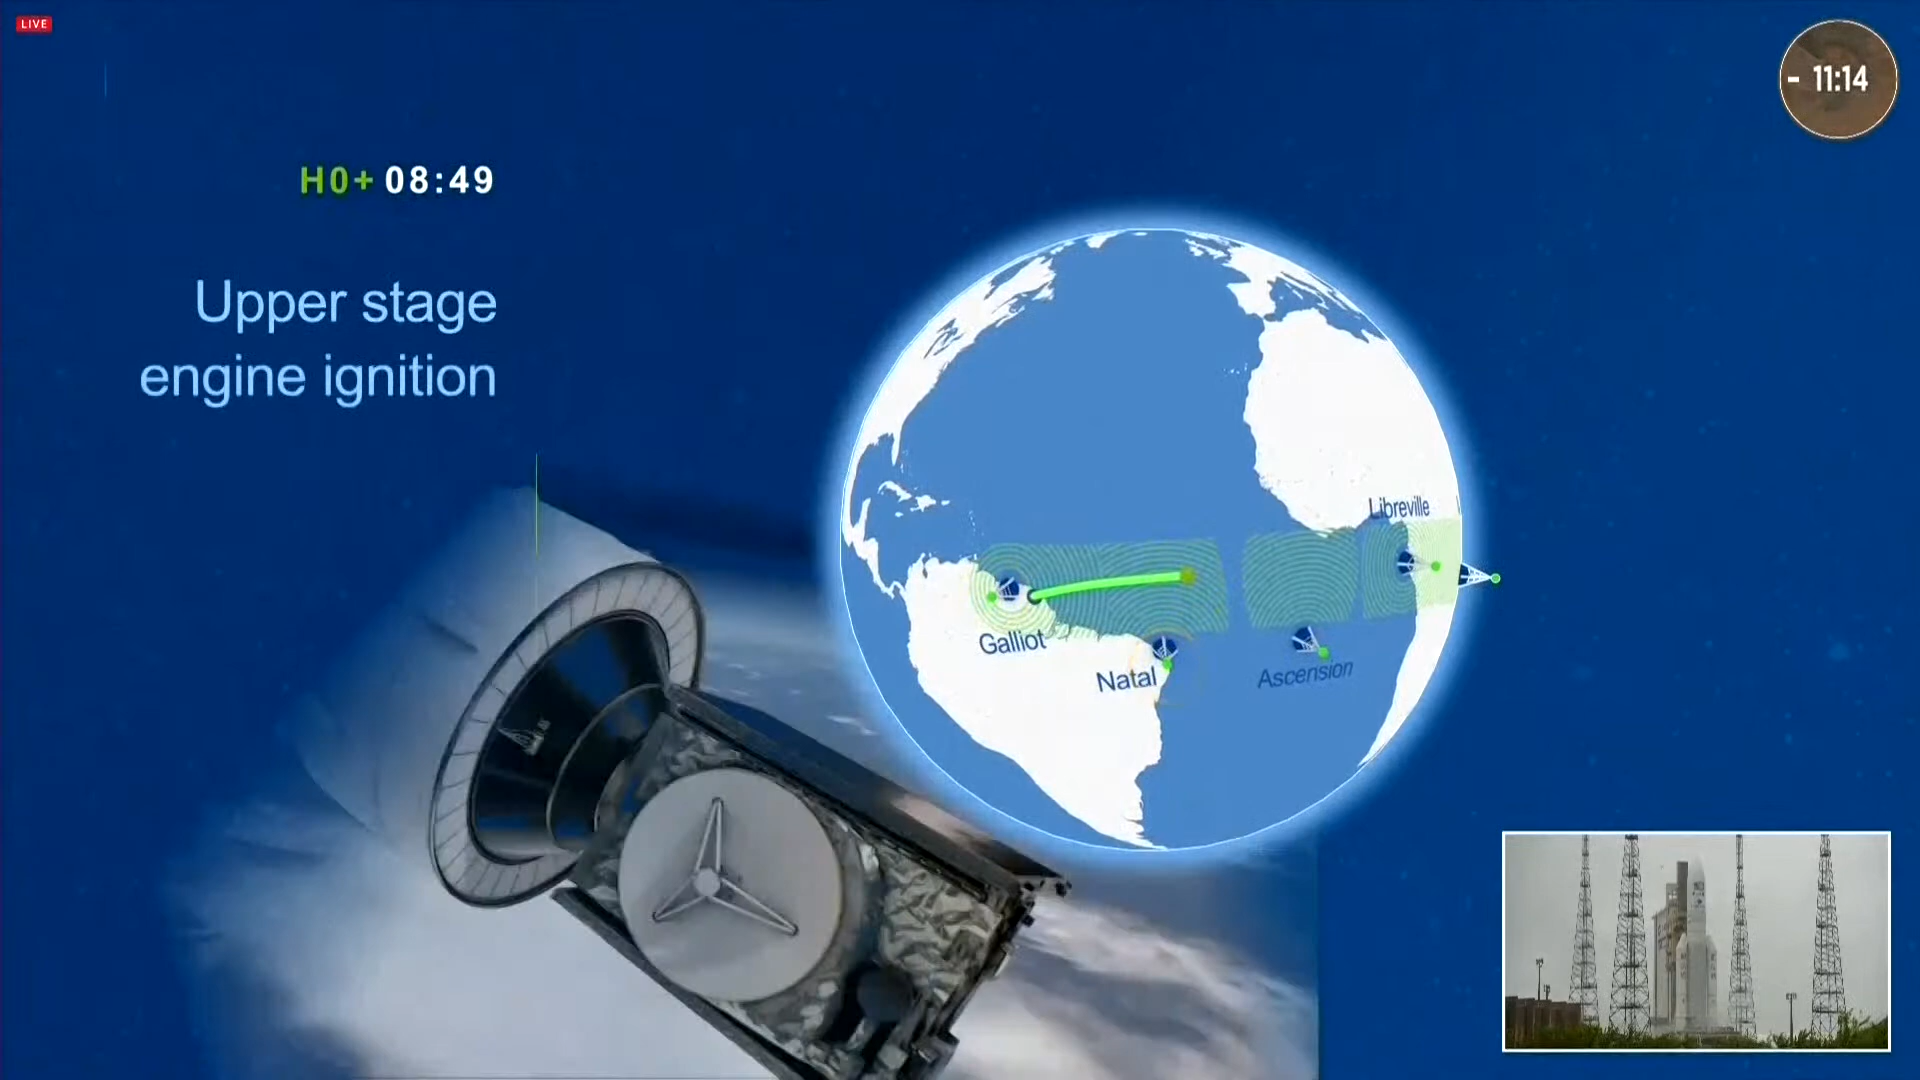 LIVE
- 11:14
H0+ 08:49
Upper stage
engine ignition
Libreville
Galliot
Natal
Ascension